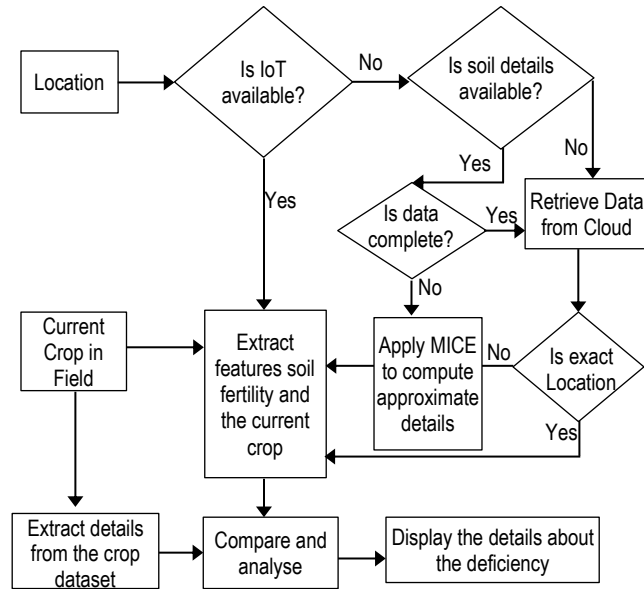 Location
Is IoT
available?
No
Is soil details
available?
Yes
No
Yes
Is data
complete?
Yes
Retrieve Data
from Cloud
No
Current
Crop in
Field
Extract
features soil
fertility and
the current
crop
Apply MICE
to compute
approximate
details
No
Is exact
Location
Yes
Extract details
from the crop
dataset
Compare and
analyse
Display the details about
the deficiency